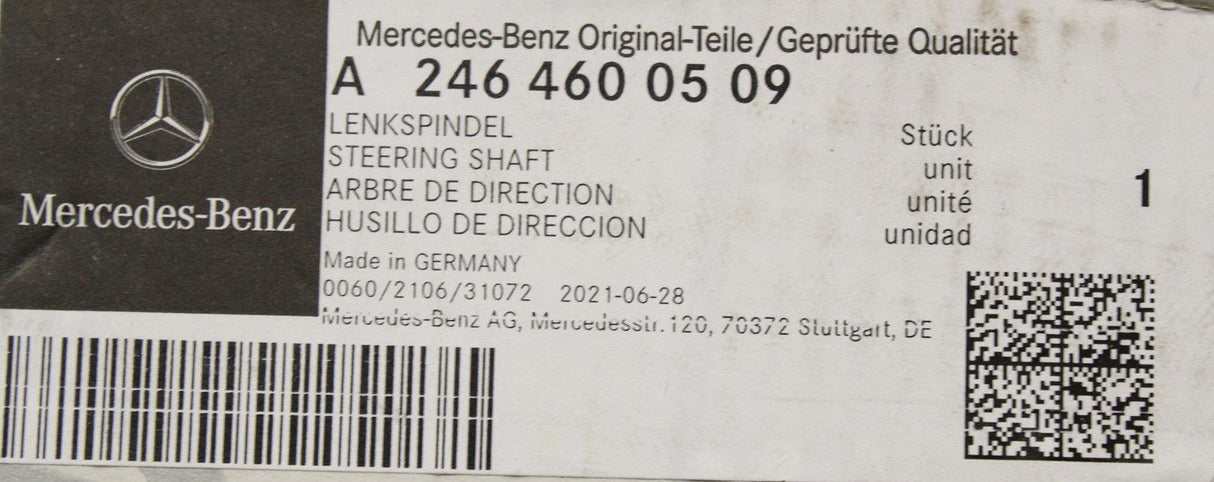 Mercedes-Benz Original-Teile/Geprüfte Qualität
A 246 460 05 09
LENKSPINDEL
STEERING SHAFT
ARBRE DE DIRECTION
HUSILLO DE DIRECCION
Stück
unit
unité
unidad
1
Mercedes-Benz
Made in GERMANY
0060/2106/31072 2021-06-28
Mercedes-Benz AG, Mercedesstr. 120, 70372 Stuttgart, DE